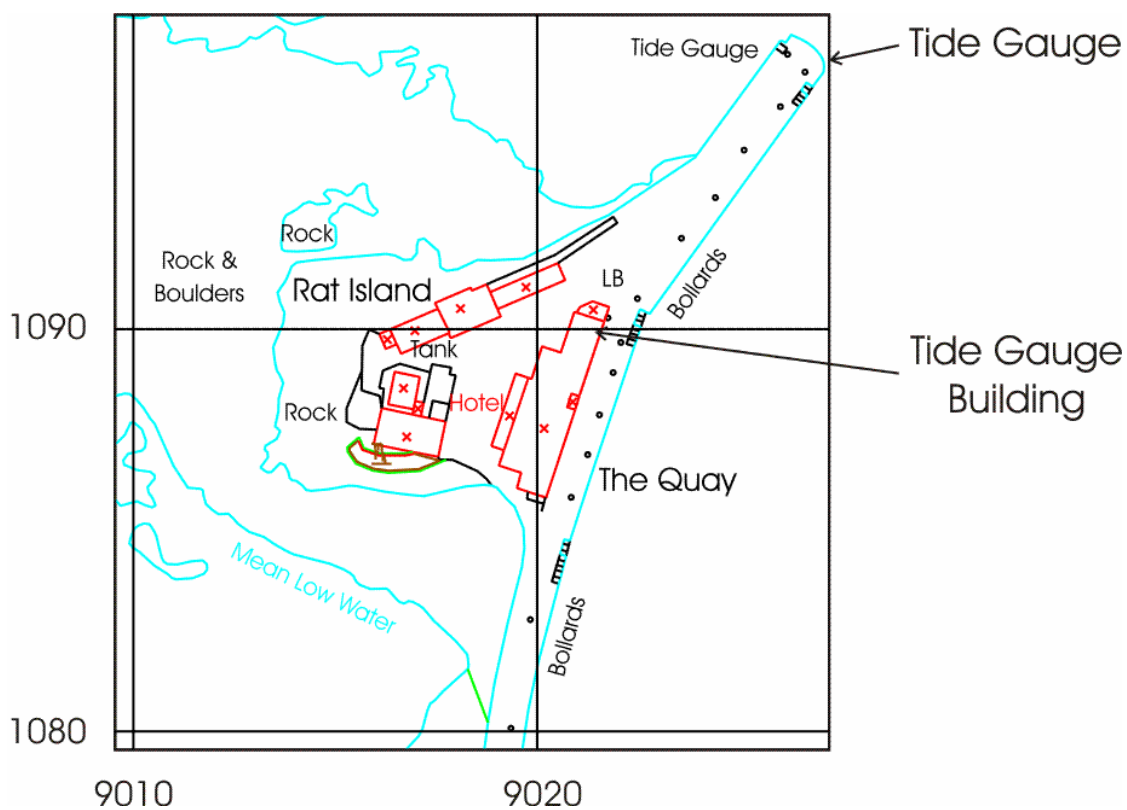 Tide Gauge
Tide Gauge
Rock
Rock &
Boulders
Rat Island
LB
Bollards
1090
Tank
Tide Gauge
Building
Rock
Hotel
The Quay
Mean Low Water
Bollards
1080
9010
9020